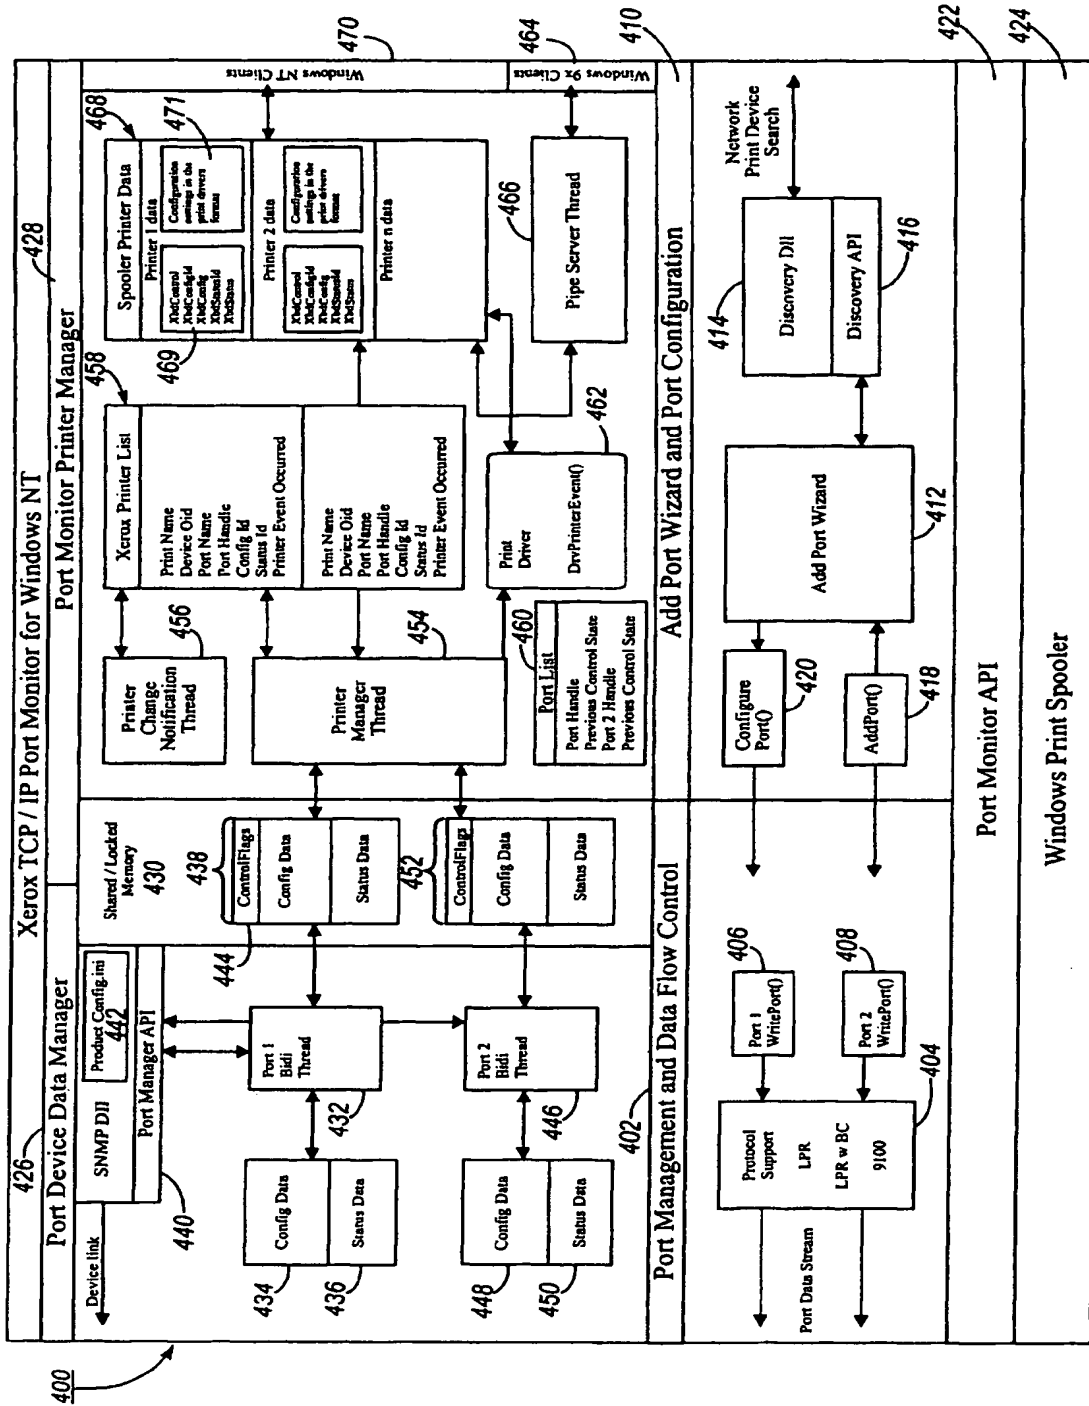 400
Xerox TCP / IP Port Monitor for Windows NT
426
Port Device Data Manager
428
Port Monitor Printer Manager
Device link
SNMP Dll
Product Config.ini
442
Port Manager API
440
Shared / Locked
Memory
430
434
Config Data
436
Status Data
Port 1
Bidi
Thread
432
444
438
ControlFlags
Config Data
Status Data
448
Config Data
450
Status Data
Port 2
Bidi
Thread
446
452
ControlFlags
Config Data
Status Data
Printer
Change
Notification
Thread
456
Printer
Manager
Thread
454
458
Xerox Printer List
Print Name
Device Oid
Port Name
Port Handle
Config Id
Status Id
Printer Event Occurred
Print Name
Device Oid
Port Name
Port Handle
Config Id
Status Id
Printer Event Occurred
460
Port List
Port Handle
Previous Control State
Port 2 Handle
Previous Control State
Print
Driver
DrvPrinterEvent()
462
468
Spooler Printer Data
Printer 1 data
469
XbdControl
XbdConfigId
XbdConfig
XbdStatusId
XbdStatus
471
Configuration
settings in the
print drivers
format
Printer 2 data
XbdControl
XbdConfigId
XbdConfig
XbdStatusId
XbdStatus
Configuration
settings in the
print drivers
format
Printer n data
Pipe Server Thread
466
Windows NT Clients
470
Windows 9x Clients
464
402
Port Management and Data Flow Control
Add Port Wizard and Port Configuration
410
Port Data Stream
Protocol
Support
LPR
LPR w BC
9100
404
Port 1
WritePort()
406
Port 2
WritePort()
408
Configure
Port()
420
AddPort()
418
Add Port Wizard
412
414
Discovery Dll
Discovery API
416
Network
Print Device
Search
Port Monitor API
422
Windows Print Spooler
424